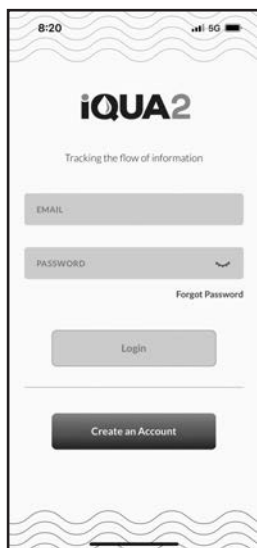 8:20 5G
iQUA2
Tracking the flow of information
EMAIL
PASSWORD
Forgot Password
Login
Create an Account